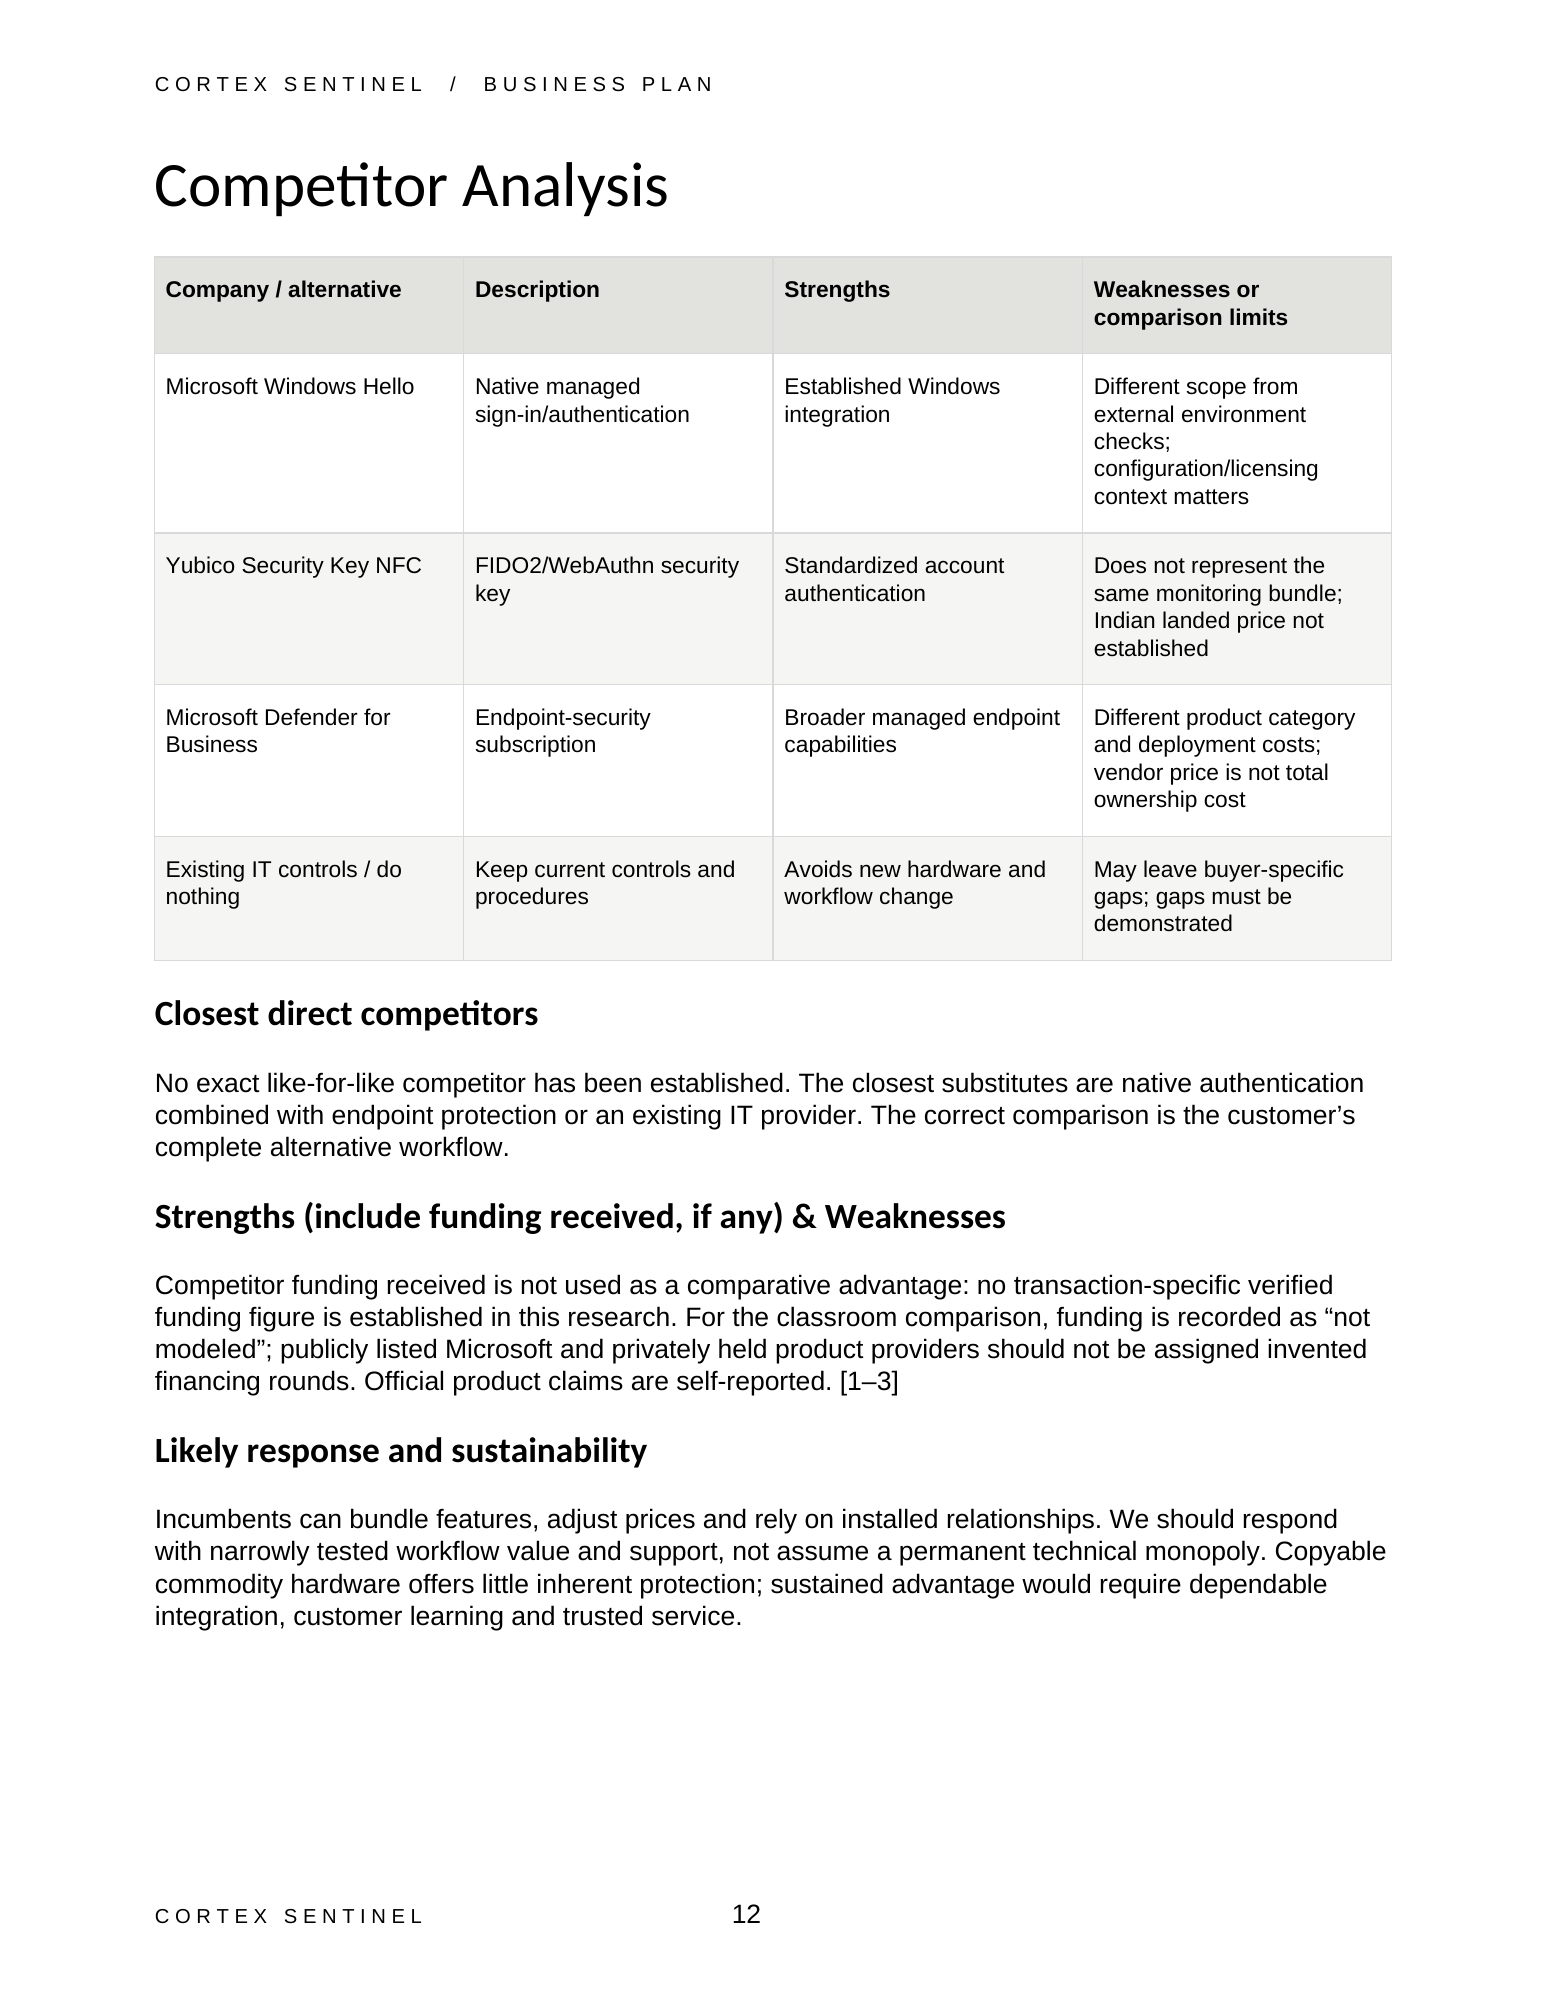 CORTEX SENTINEL / BUSINESS PLAN
Competitor Analysis
Company / alternative
Description
Strengths
Weaknesses or
comparison limits
Microsoft Windows Hello
Native managed
sign-in/authentication
Established Windows
integration
Different scope from
external environment
checks;
configuration/licensing
context matters
Yubico Security Key NFC
FIDO2/WebAuthn security
key
Standardized account
authentication
Does not represent the
same monitoring bundle;
Indian landed price not
established
Microsoft Defender for
Business
Endpoint-security
subscription
Broader managed endpoint
capabilities
Different product category
and deployment costs;
vendor price is not total
ownership cost
Existing IT controls / do
nothing
Keep current controls and
procedures
Avoids new hardware and
workflow change
May leave buyer-specific
gaps; gaps must be
demonstrated
Closest direct competitors
No exact like-for-like competitor has been established. The closest substitutes are native authentication
combined with endpoint protection or an existing IT provider. The correct comparison is the customer’s
complete alternative workflow.
Strengths (include funding received, if any) & Weaknesses
Competitor funding received is not used as a comparative advantage: no transaction-specific verified
funding figure is established in this research. For the classroom comparison, funding is recorded as “not
modeled”; publicly listed Microsoft and privately held product providers should not be assigned invented
financing rounds. Official product claims are self-reported. [1–3]
Likely response and sustainability
Incumbents can bundle features, adjust prices and rely on installed relationships. We should respond
with narrowly tested workflow value and support, not assume a permanent technical monopoly. Copyable
commodity hardware offers little inherent protection; sustained advantage would require dependable
integration, customer learning and trusted service.
CORTEX SENTINEL
12